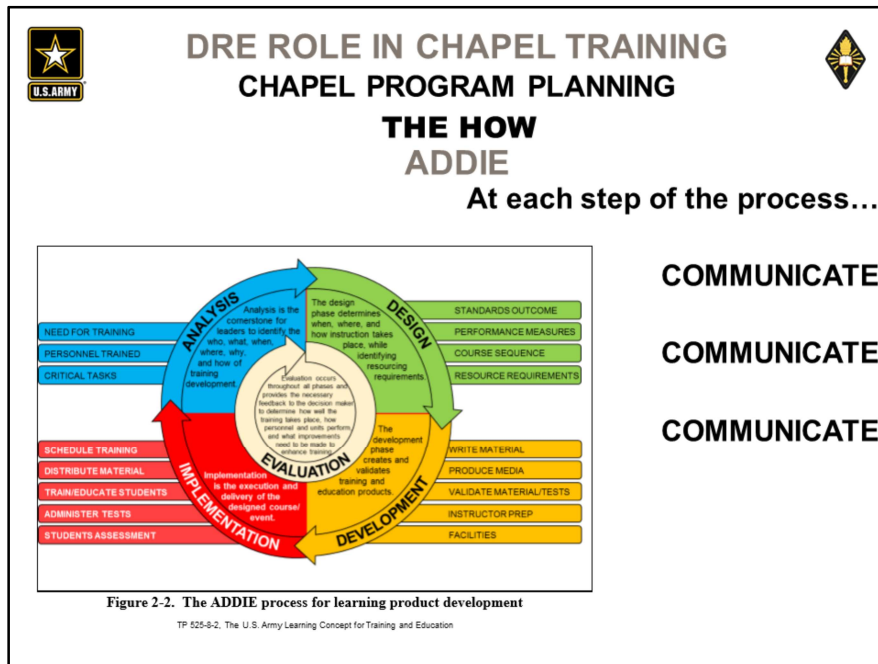 U.S.ARMY
DRE ROLE IN CHAPEL TRAINING
CHAPEL PROGRAM PLANNING
THE HOW
ADDIE
At each step of the process…
COMMUNICATE
COMMUNICATE
COMMUNICATE
ANALYSIS
Analysis is the
cornerstone for
leaders to identify the
who, what, when,
where, why,
and how of
training
development.
NEED FOR TRAINING
PERSONNEL TRAINED
CRITICAL TASKS
DESIGN
The design
phase determines
when, where, and
how instruction takes
place, while
identifying
resourcing
requirements.
STANDARDS OUTCOME
PERFORMANCE MEASURES
COURSE SEQUENCE
RESOURCE REQUIREMENTS
Evaluation occurs
throughout all phases and
provides the necessary
feedback to the decision maker
to determine how well the
training takes place, how
personnel and units perform,
and what improvements
need to be made to
enhance training.
EVALUATION
The
development
phase
creates and
validates
training and
education products.
DEVELOPMENT
WRITE MATERIAL
PRODUCE MEDIA
VALIDATE MATERIAL/TESTS
INSTRUCTOR PREP
FACILITIES
Implementation
is the execution and
delivery of the
designed course/
event.
IMPLEMENTATION
SCHEDULE TRAINING
DISTRIBUTE MATERIAL
TRAIN/EDUCATE STUDENTS
ADMINISTER TESTS
STUDENTS ASSESSMENT
Figure 2-2. The ADDIE process for learning product development
TP 525-8-2, The U.S. Army Learning Concept for Training and Education